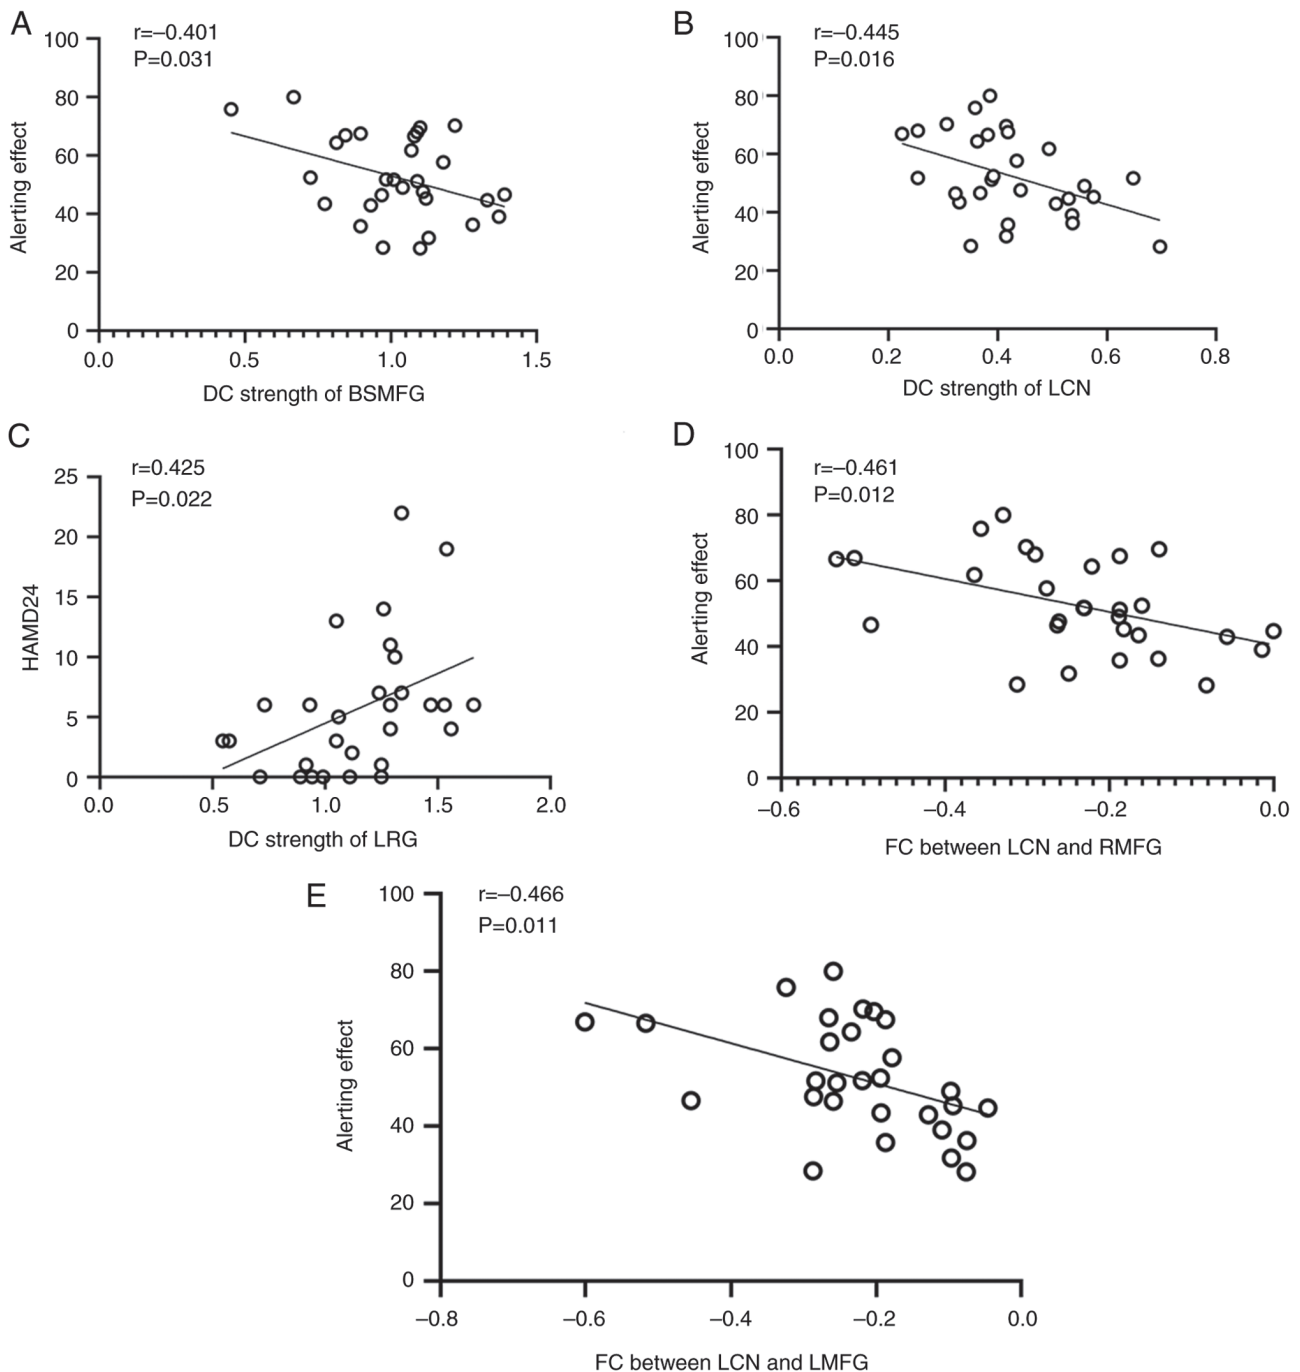 A
r=–0.401
P=0.031
100
80
60
40
20
0
Alerting effect
0.0 0.5 1.0 1.5
DC strength of BSMFG
B
r=–0.445
P=0.016
100
80
60
40
20
0
Alerting effect
0.0 0.2 0.4 0.6 0.8
DC strength of LCN
C
r=0.425
P=0.022
25
20
15
10
5
0
HAMD24
0.0 0.5 1.0 1.5 2.0
DC strength of LRG
D
r=–0.461
P=0.012
100
80
60
40
20
0
Alerting effect
–0.6 –0.4 –0.2 0.0
FC between LCN and RMFG
E
r=–0.466
P=0.011
100
80
60
40
20
0
Alerting effect
–0.8 –0.6 –0.4 –0.2 0.0
FC between LCN and LMFG